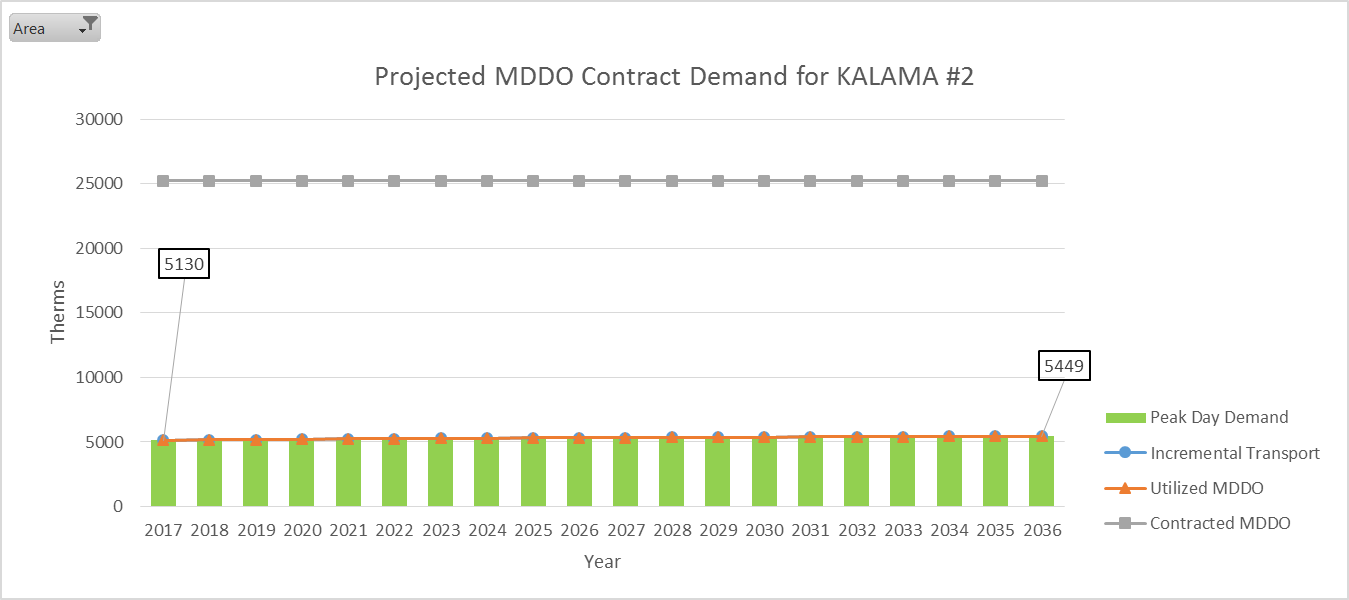 Area
Projected MDDO Contract Demand for KALAMA #2
30000
25000
20000
15000
10000
5000
0
Therms
5130
5449
2017 2018 2019 2020 2021 2022 2023 2024 2025 2026 2027 2028 2029 2030 2031 2032 2033 2034 2035 2036
Year
Peak Day Demand
Incremental Transport
Utilized MDDO
Contracted MDDO